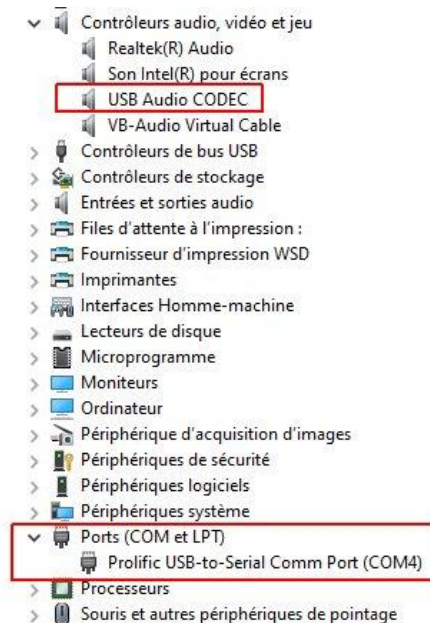 Contrôleurs audio, vidéo et jeu
Realtek(R) Audio
Son Intel(R) pour écrans
USB Audio CODEC
VB-Audio Virtual Cable
Contrôleurs de bus USB
Contrôleurs de stockage
Entrées et sorties audio
Files d'attente à l'impression :
Fournisseur d'impression WSD
Imprimantes
Interfaces Homme-machine
Lecteurs de disque
Microprogramme
Moniteurs
Ordinateur
Périphérique d'acquisition d'images
Périphériques de sécurité
Périphériques logiciels
Périphériques système
Ports (COM et LPT)
Prolific USB-to-Serial Comm Port (COM4)
Processeurs
Souris et autres périphériques de pointage